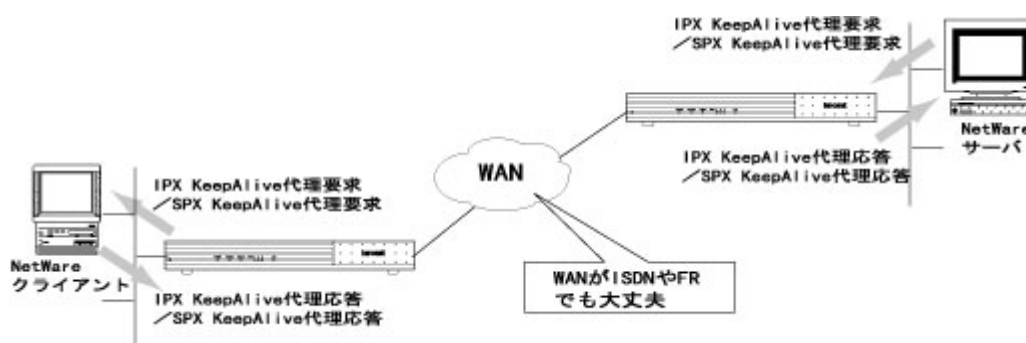 IPX KeepAlive代理要求
／SPX KeepAlive代理要求
NetWare
サーバ
IPX KeepAlive代理応答
／SPX KeepAlive代理応答
WAN
IPX KeepAlive代理要求
／SPX KeepAlive代理要求
NetWare
クライアント
IPX KeepAlive代理応答
／SPX KeepAlive代理応答
WANがISDNやFR
でも大丈夫